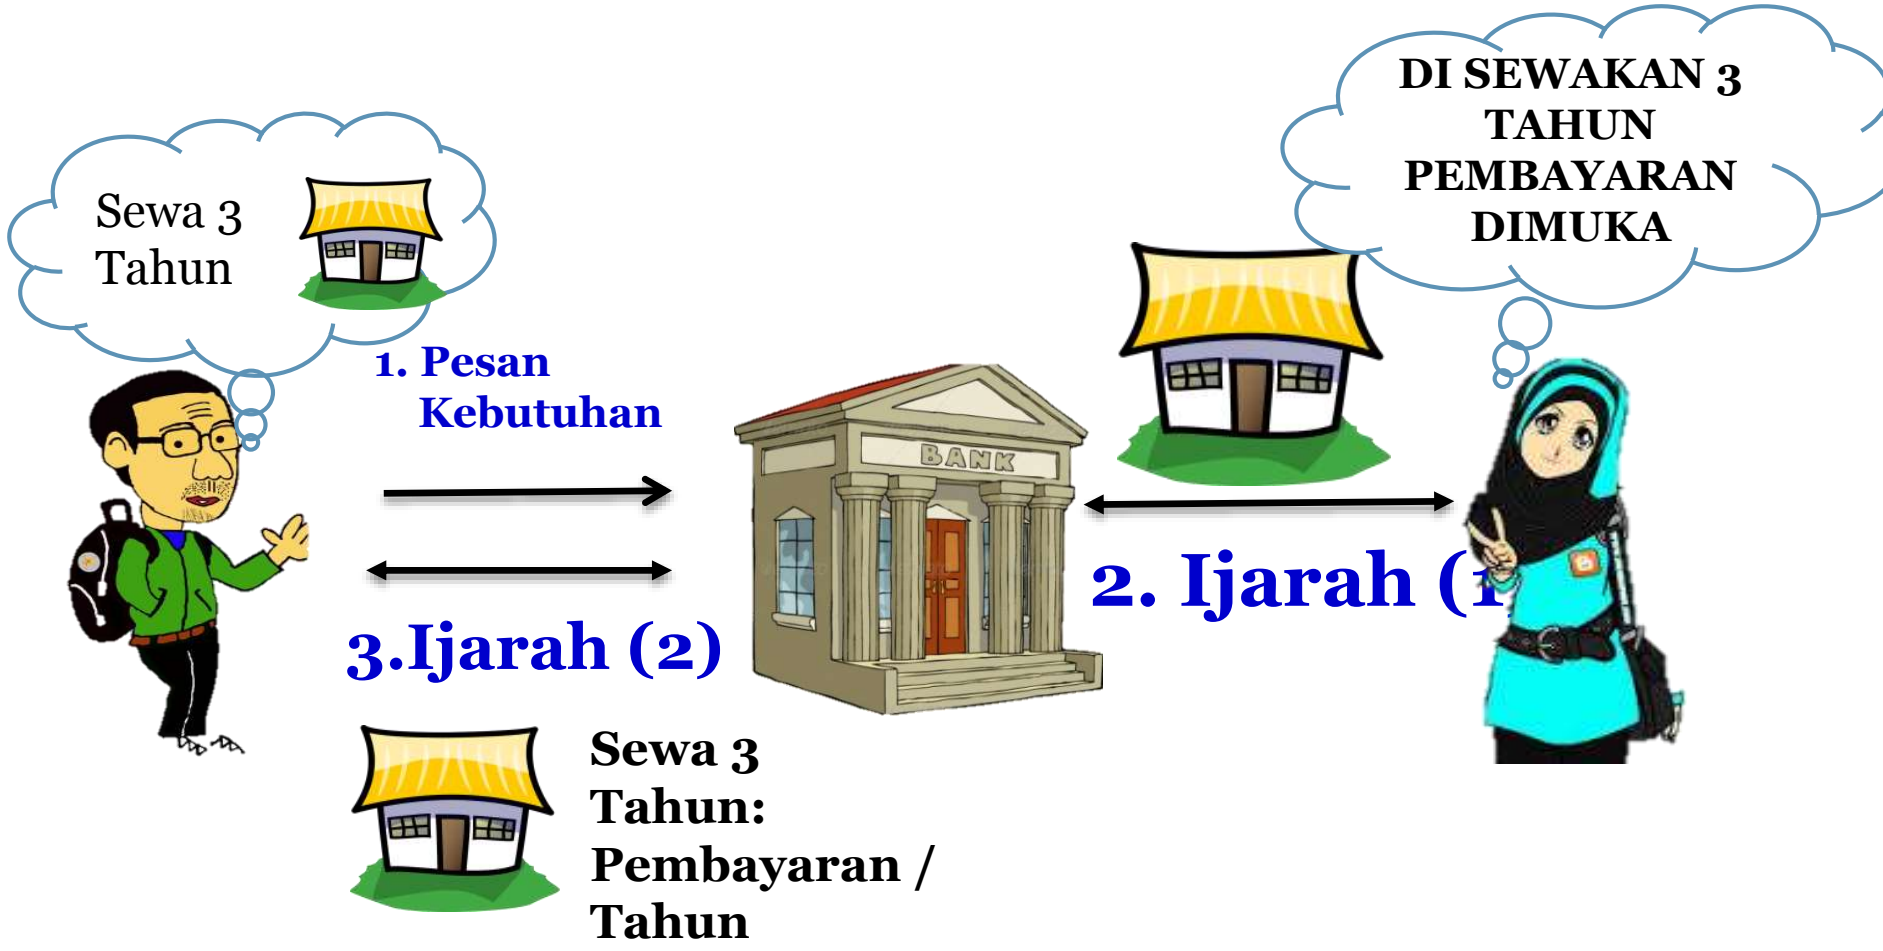 DI SEWAKAN 3
TAHUN
PEMBAYARAN
DIMUKA
Sewa 3
Tahun
1. Pesan
Kebutuhan
BANK
2. Ijarah (1)
3.Ijarah (2)
Sewa 3
Tahun:
Pembayaran /
Tahun